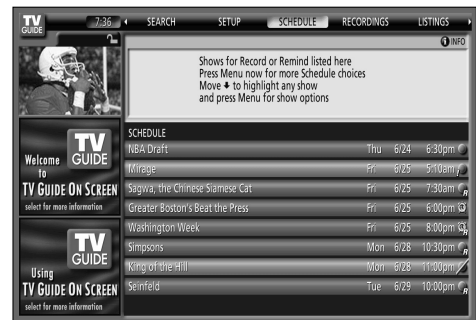 TV GUIDE
7:36 SEARCH SETUP SCHEDULE RECORDINGS LISTINGS
i INFO
Shows for Record or Remind listed here
Press Menu now for more Schedule choices
Move to highlight any show
and press Menu for show options
TV GUIDE
Welcome
to
TV GUIDE ON SCREEN
select for more information
TV GUIDE
Using
TV GUIDE ON SCREEN
select for more information
SCHEDULE
NBA Draft Thu 6/24 6:30pm
Mirage Fri 6/25 5:10am
Sagwa, the Chinese Siamese Cat Fri 6/25 7:30am R
Greater Boston's Beat the Press Fri 6/25 6:00pm
Washington Week Fri 6/25 8:00pm R
Simpsons Mon 6/28 10:30pm R
King of the Hill Mon 6/28 11:00pm
Seinfeld Tue 6/29 10:00pm R